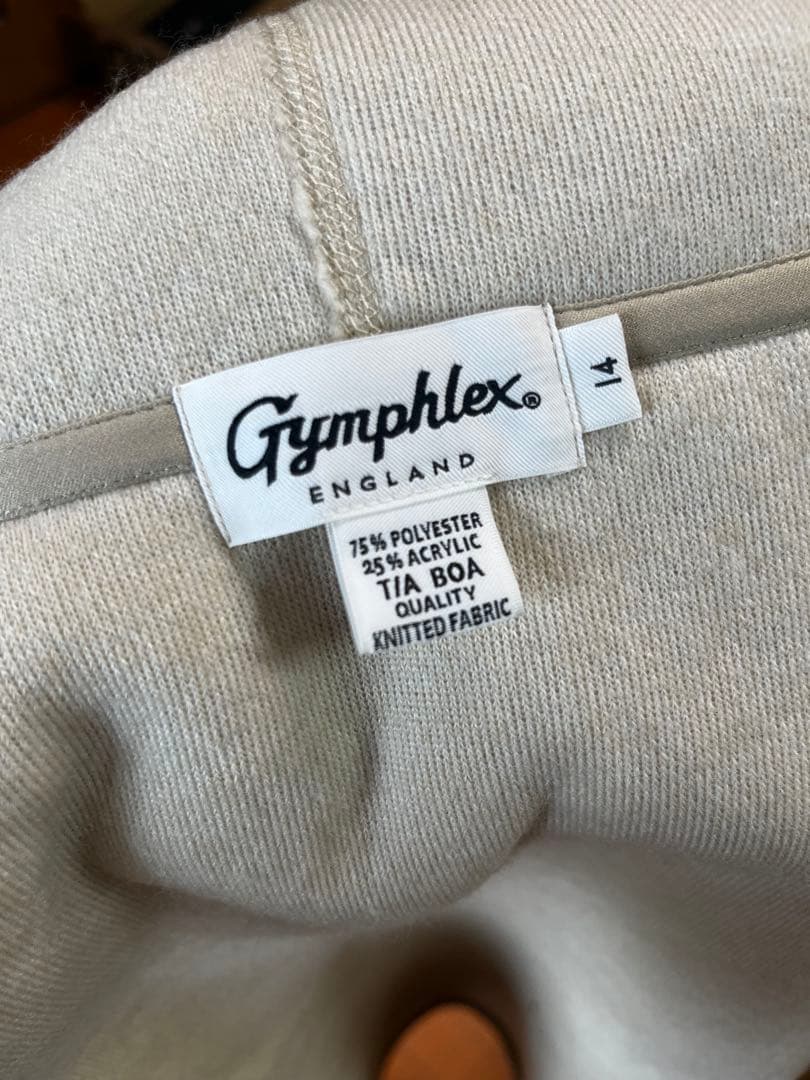 Gymphlex®
ENGLAND
14
75% POLYESTER
25% ACRYLIC
T/A BOA
QUALITY
KNITTED FABRIC